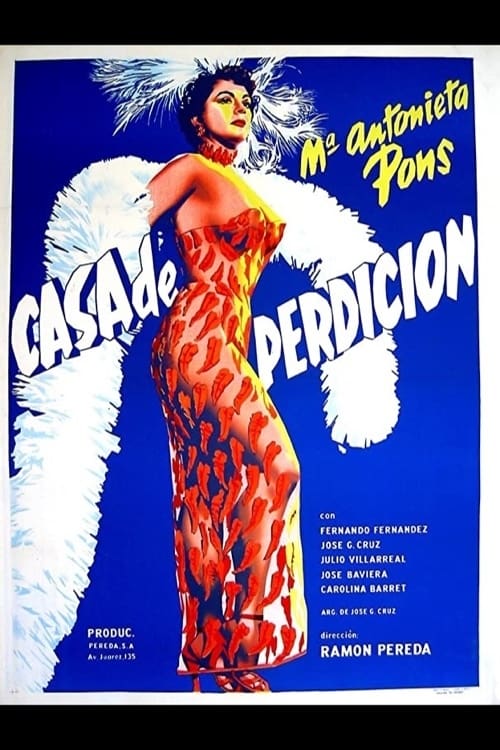 Mª antonieta
Pons
CASA de
PERDICION
con
FERNANDO FERNANDEZ
JOSE G. CRUZ
JULIO VILLARREAL
JOSE BAVIERA
CAROLINA BARRET
ARG. DE JOSE G. CRUZ
dirección:
RAMON PEREDA
PRODUC.
PEREDA, S.A
Av. Juarez, 135